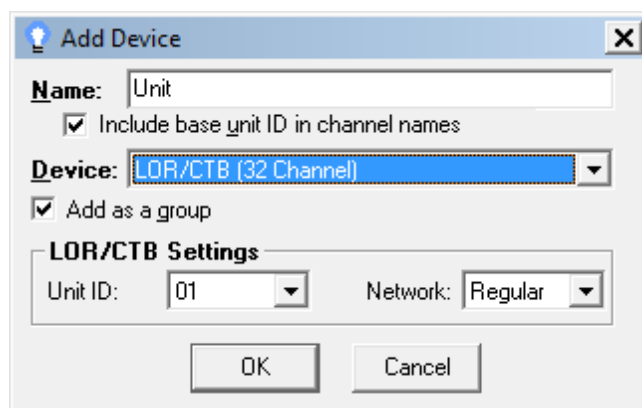 Add Device
Name: Unit
Include base unit ID in channel names
Device: LOR/CTB (32 Channel)
Add as a group
LOR/CTB Settings
Unit ID: 01 Network: Regular
OK Cancel